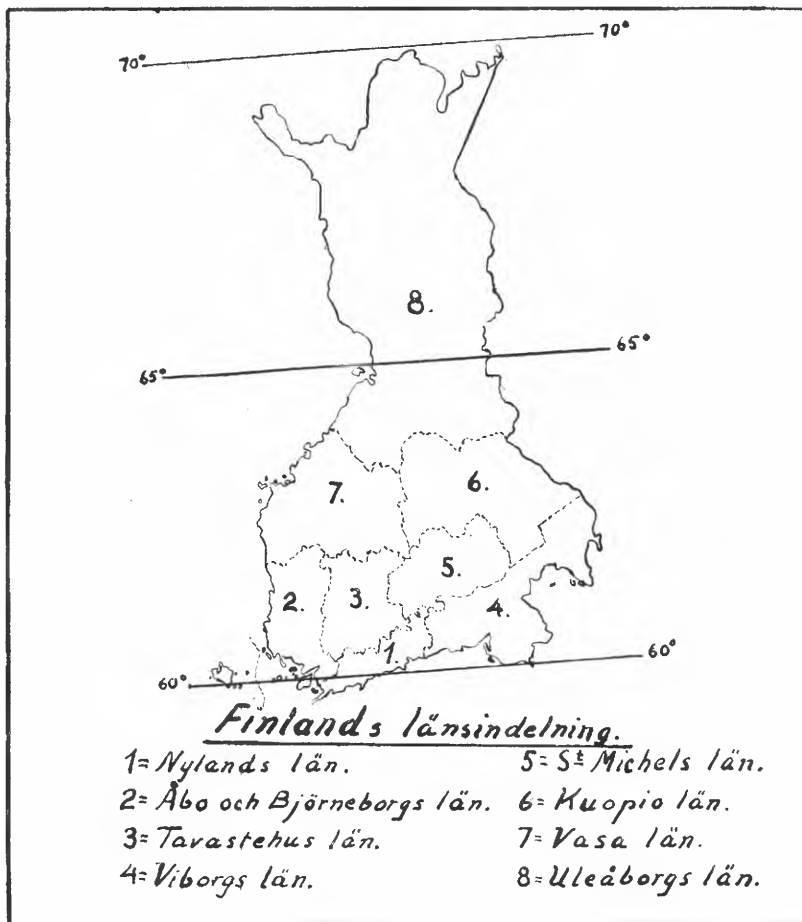 70°
70°
8.
65°
65°
7.
6.
5.
2.
3.
4.
1.
60°
60°
Finlands länsindelning.
1= Nylands län.
2= Åbo och Björneborgs län.
3= Tavastehus län.
4= Viborgs län.
5= St Michels län.
6= Kuopio län.
7= Vasa län.
8= Uleåborgs län.